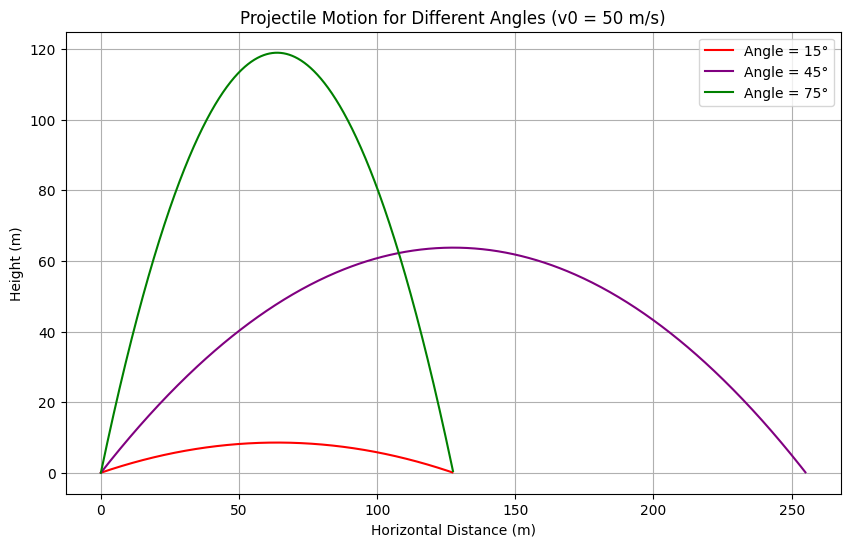 Projectile Motion for Different Angles (v0 = 50 m/s)
Angle = 15°
Angle = 45°
Angle = 75°
Height (m)
120
100
80
60
40
20
0
0 50 100 150 200 250
Horizontal Distance (m)